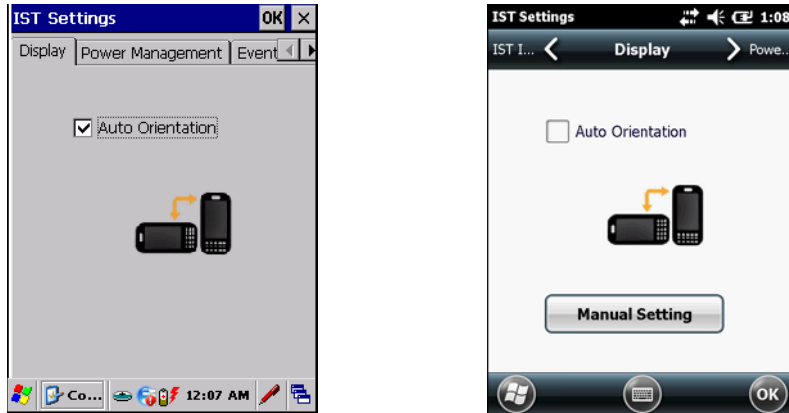 IST Settings OK
Display Power Management Event
Auto Orientation
Co... 12:07 AM
IST Settings 1:08
IST I... Display Powe..
Auto Orientation
Manual Setting
OK